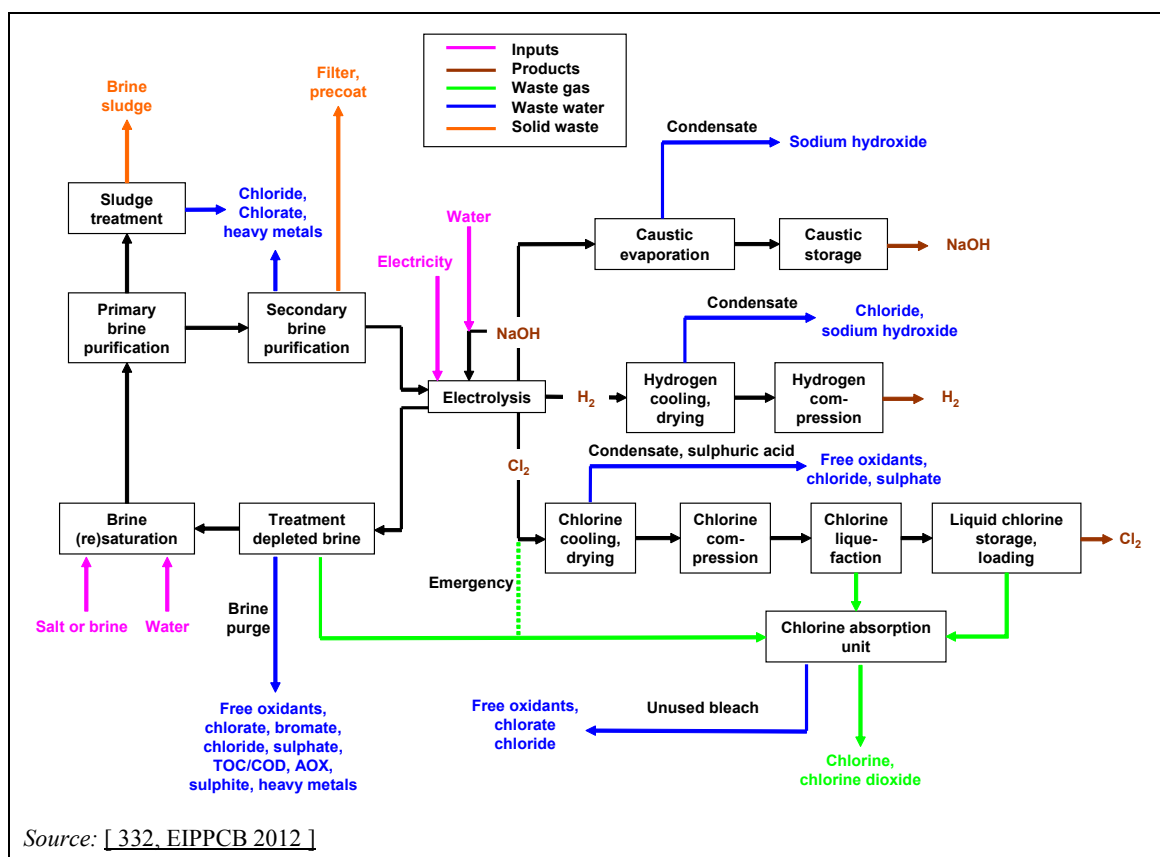 Inputs
Products
Waste gas
Waste water
Solid waste
Brine
sludge
Filter,
precoat
Condensate
Sodium hydroxide
Sludge
treatment
Chloride,
Chlorate,
heavy metals
Water
Electricity
Caustic
evaporation
Caustic
storage
NaOH
Condensate
Chloride,
sodium hydroxide
Primary
brine
purification
Secondary
brine
purification
NaOH
Electrolysis
H2
Hydrogen
cooling,
drying
Hydrogen
com-
pression
H2
Cl2
Condensate, sulphuric acid
Free oxidants,
chloride, sulphate
Brine
(re)saturation
Treatment
depleted brine
Chlorine
cooling,
drying
Chlorine
com-
pression
Chlorine
lique-
faction
Liquid chlorine
storage,
loading
Cl2
Emergency
Salt or brine
Water
Brine
purge
Chlorine absorption
unit
Free oxidants,
chlorate, bromate,
chloride, sulphate,
TOC/COD, AOX,
sulphite, heavy metals
Free oxidants,
chlorate
chloride
Unused bleach
Chlorine,
chlorine dioxide
Source: [ 332, EIPPCB 2012 ]